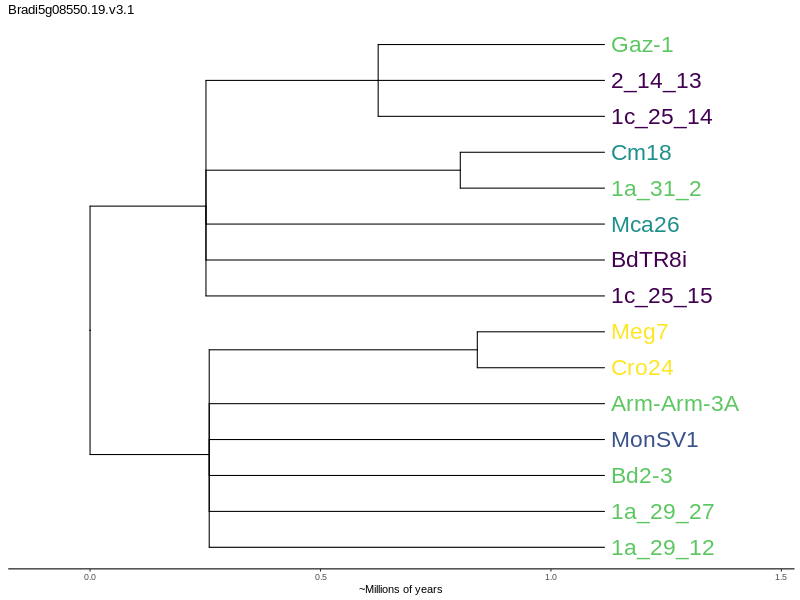 Bradi5g08550.19.v3.1
Gaz-1
2_14_13
1c_25_14
Cm18
1a_31_2
Mca26
BdTR8i
1c_25_15
Meg7
Cro24
Arm-Arm-3A
MonSV1
Bd2-3
1a_29_27
1a_29_12
0.0 0.5 1.0 1.5
~Millions of years